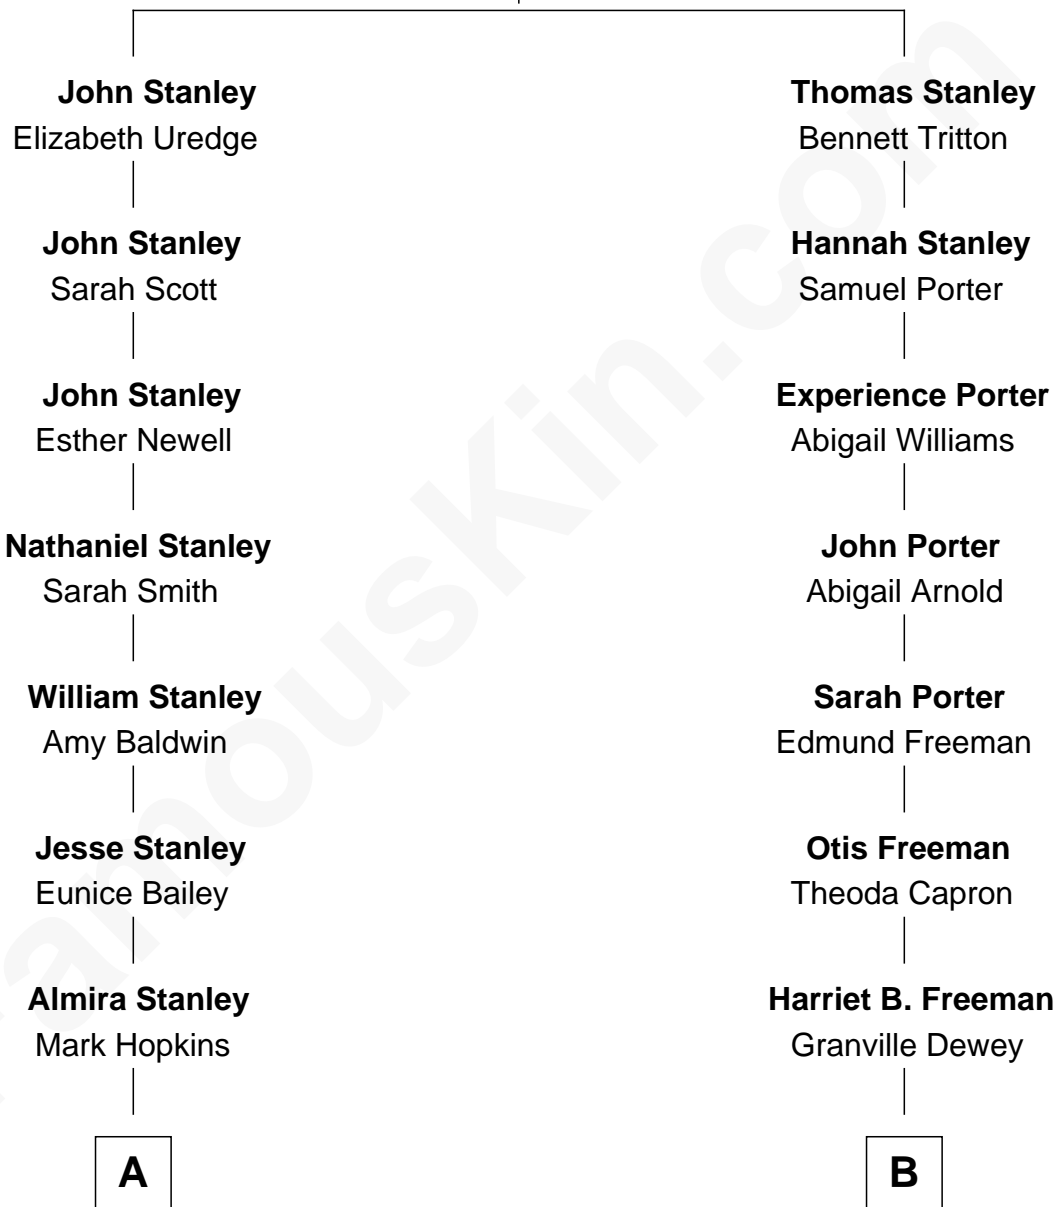 John Stanley
Elizabeth Uredge
John Stanley
Sarah Scott
John Stanley
Esther Newell
Nathaniel Stanley
Sarah Smith
William Stanley
Amy Baldwin
Jesse Stanley
Eunice Bailey
Almira Stanley
Mark Hopkins
A
Thomas Stanley
Bennett Tritton
Hannah Stanley
Samuel Porter
Experience Porter
Abigail Williams
John Porter
Abigail Arnold
Sarah Porter
Edmund Freeman
Otis Freeman
Theoda Capron
Harriet B. Freeman
Granville Dewey
B
FamousKin.com